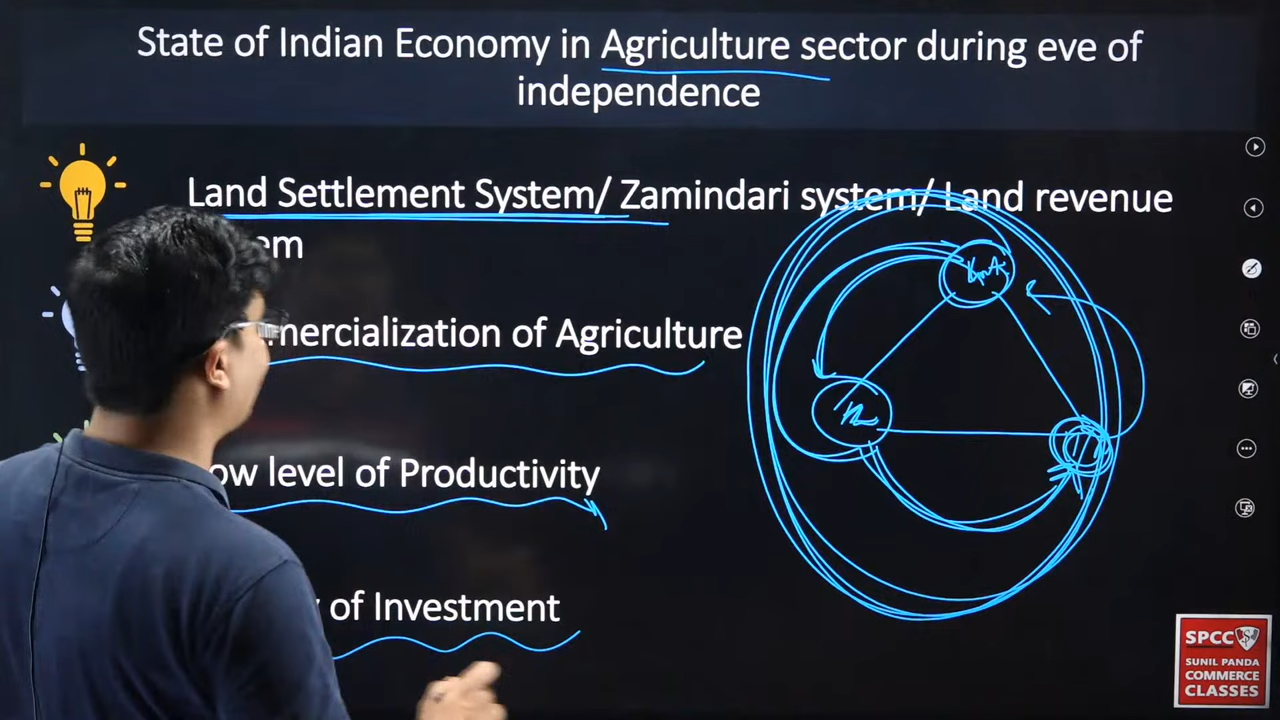 State of Indian Economy in Agriculture sector during eve of
independence
Land Settlement System/ Zamindari system/ Land revenue
em
mercialization of Agriculture
ow level of Productivity
of Investment
SPCC
SUNIL PANDA
COMMERCE
CLASSES